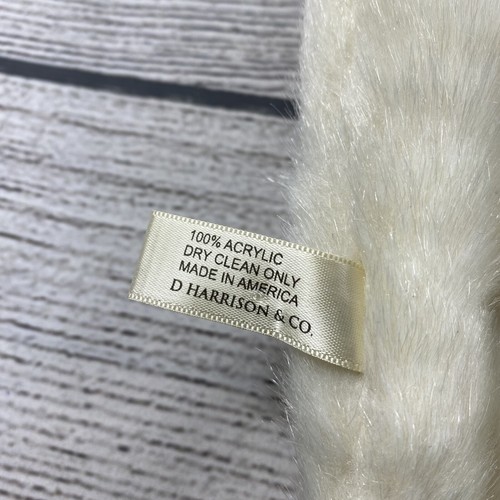 100% ACRYLIC
DRY CLEAN ONLY
MADE IN AMERICA
D HARRISON & CO.